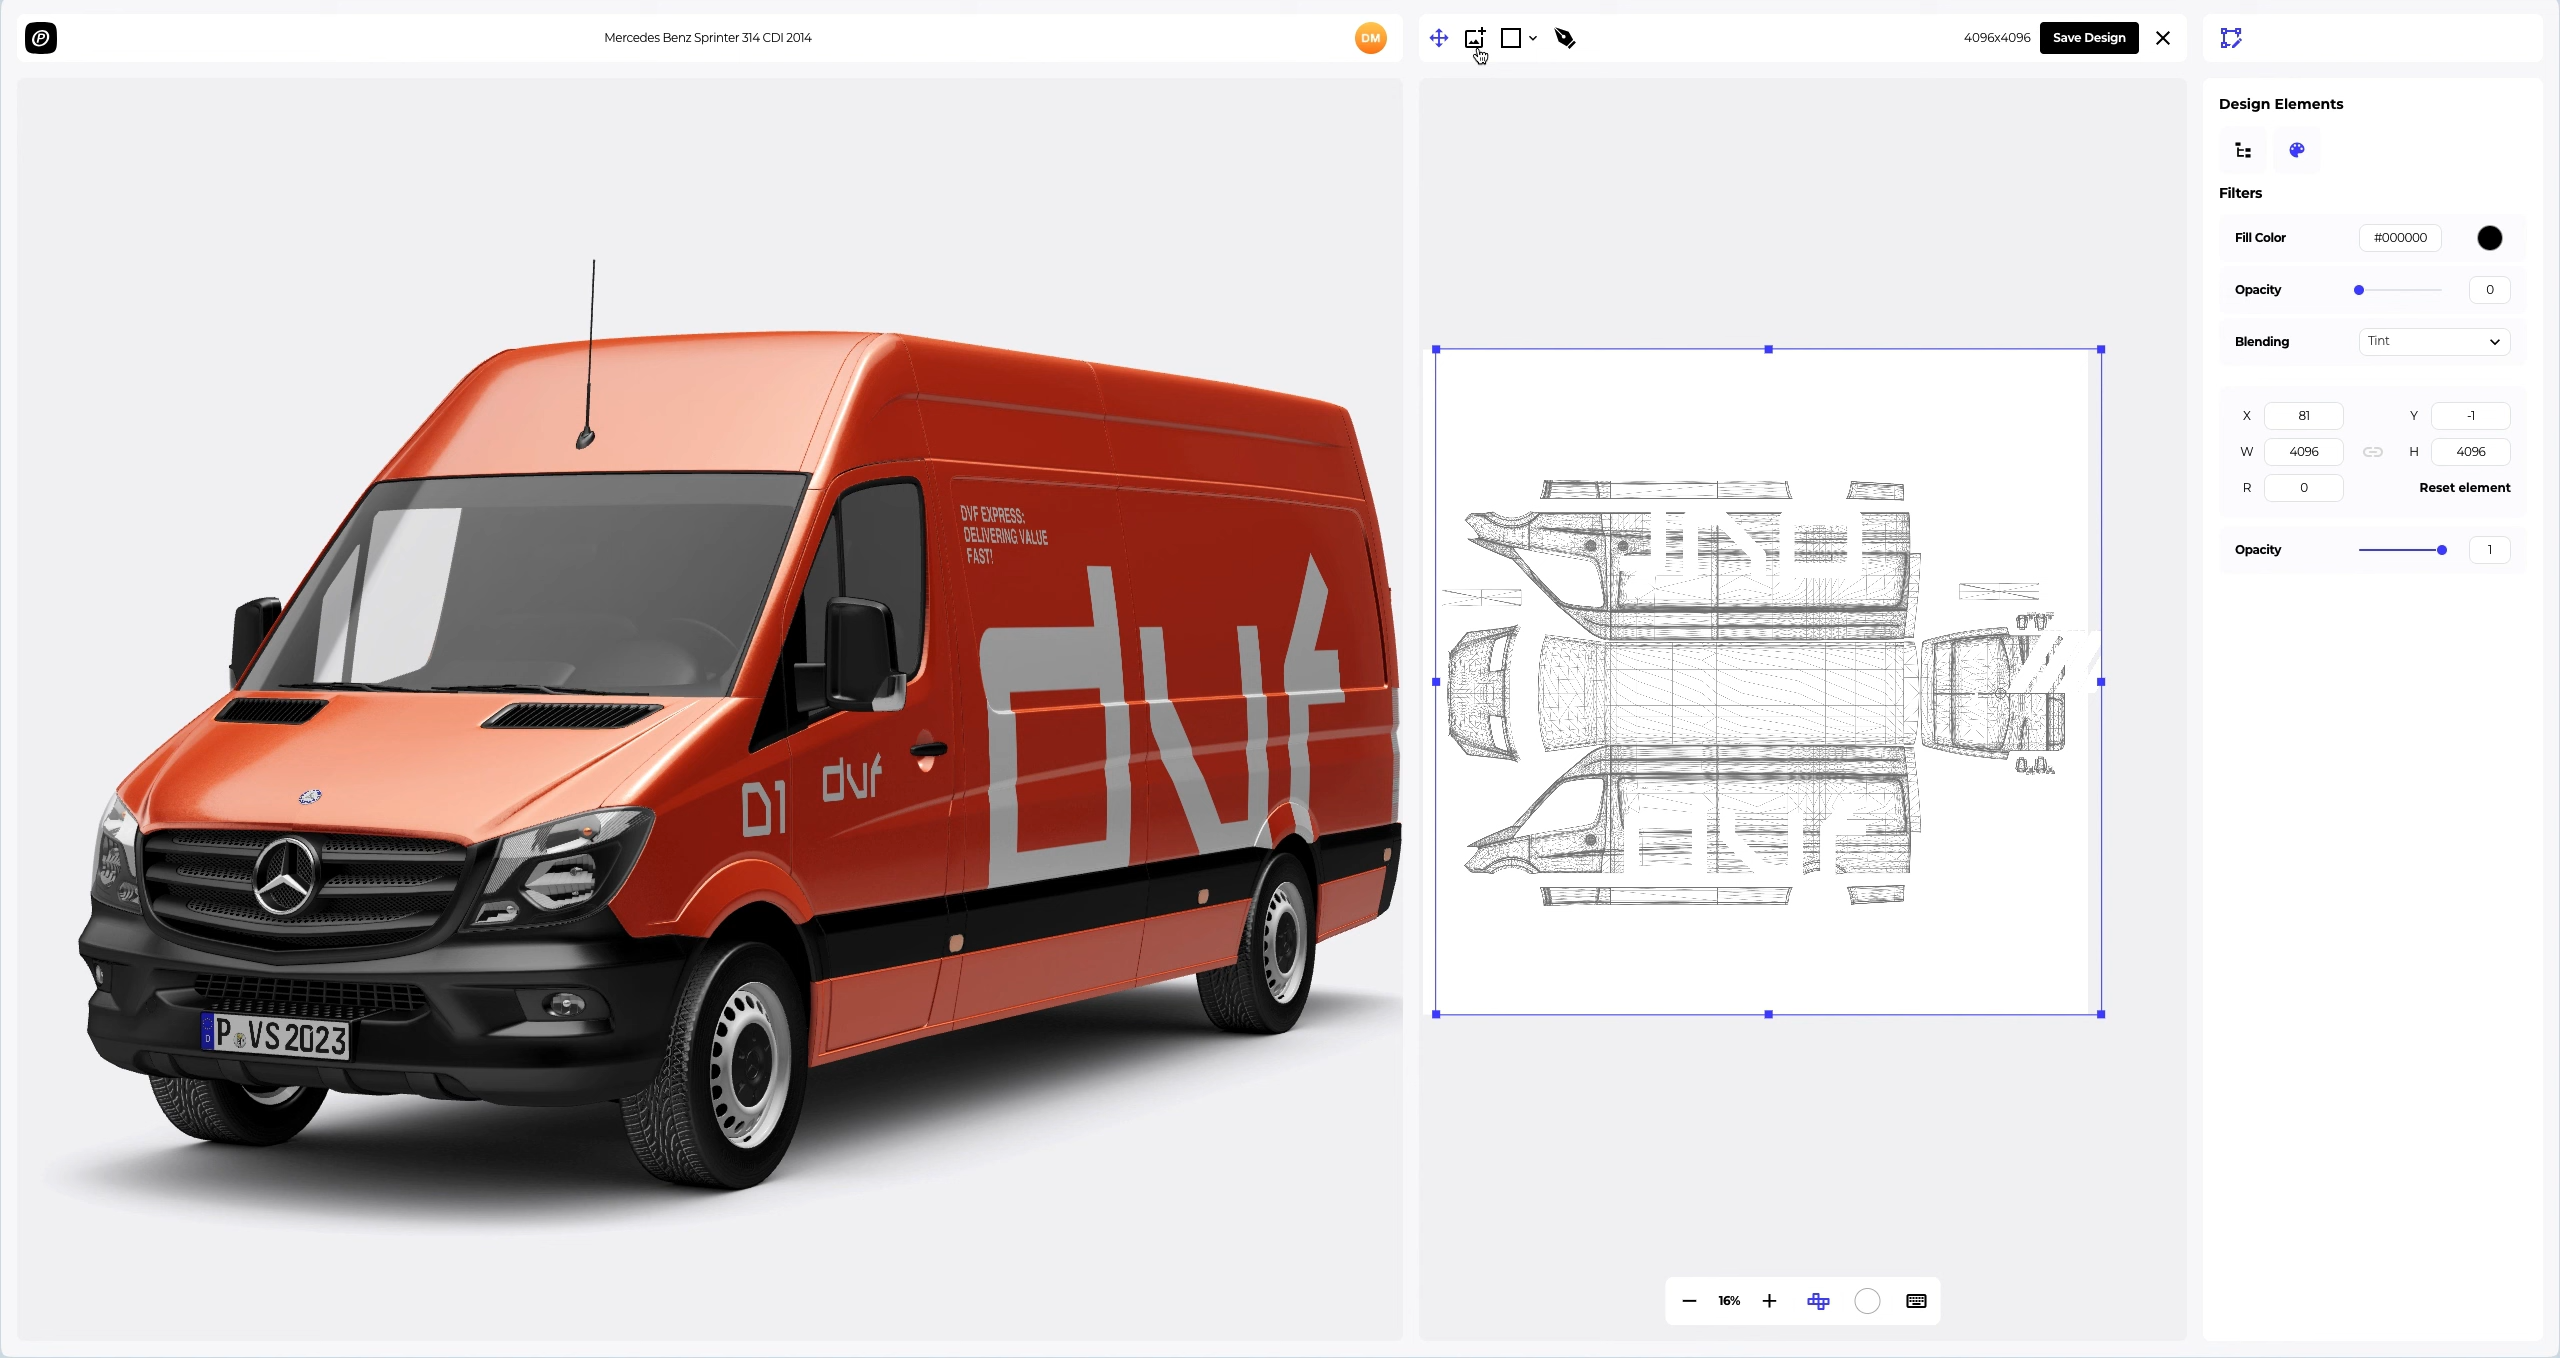 Mercedes Benz Sprinter 314 CDI 2014
DM
4096x4096
Save Design
Design Elements
Filters
Fill Color
#000000
Opacity
0
Blending
Tint
X
81
Y
-1
W
4096
H
4096
R
0
Reset element
Opacity
1
DVF EXPRESS:
DELIVERING VALUE
FAST!
dvf
D1
dvf
P VS 2023
D
16%